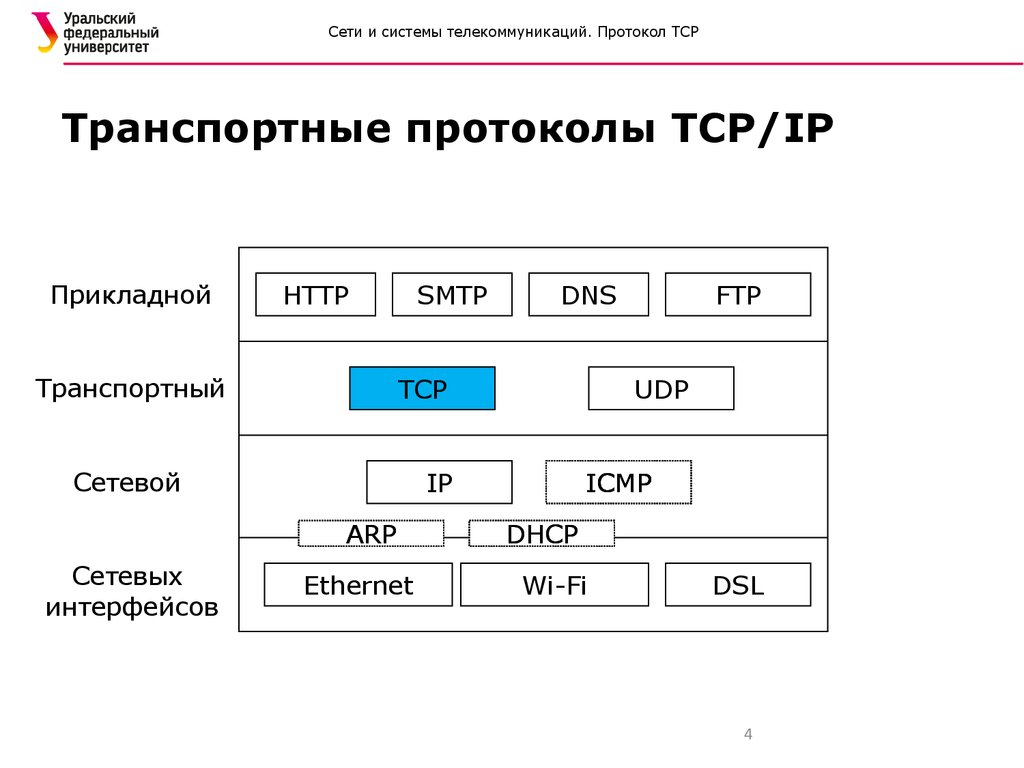 Уральский
федеральный
университет
Сети и системы телекоммуникаций. Протокол TCP
Транспортные протоколы TCP/IP
Прикладной
HTTP
SMTP
DNS
FTP
Транспортный
TCP
UDP
Сетевой
IP
ICMP
ARP
DHCP
Сетевых
интерфейсов
Ethernet
Wi-Fi
DSL
4